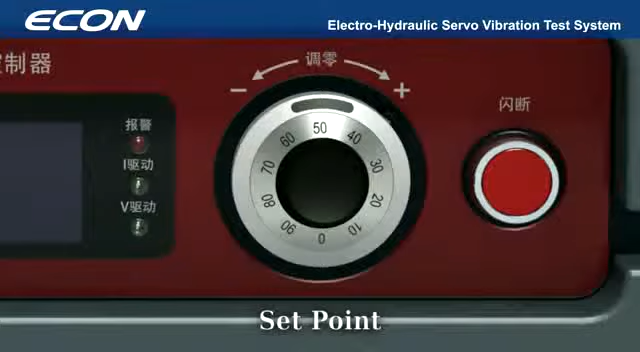 ECON
Electro-Hydraulic Servo Vibration Test System
制器
调零
− +
闪断
报警
I驱动
V驱动
50
60 40
70 30
80 20
90 10
0
Set Point